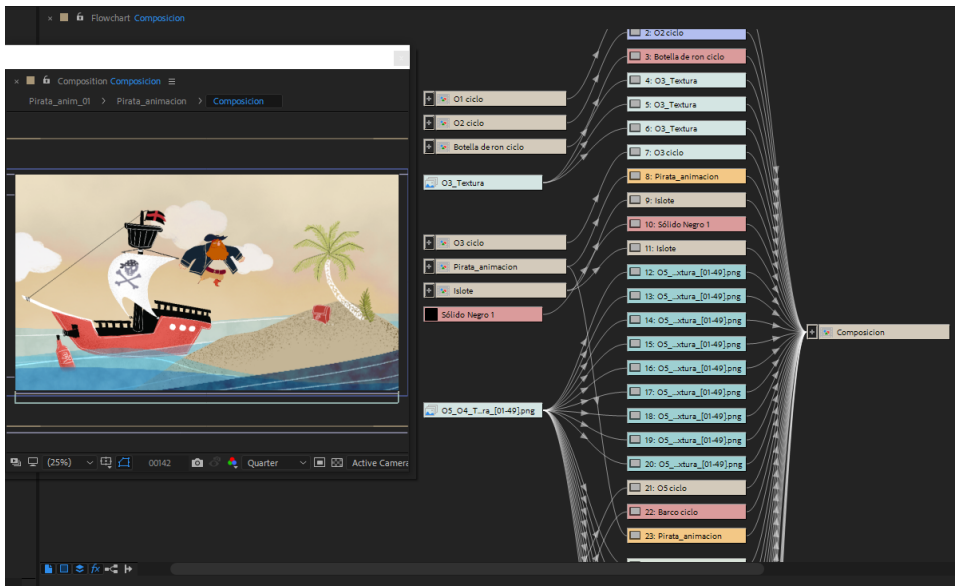 Flowchart Composicion
Composition Composicion
Pirata_anim_01 > Pirata_animacion > Composicion
(25%) 00142 Quarter Active Camera
O1 ciclo
O2 ciclo
Botella de ron ciclo
O3_Textura
O3 ciclo
Pirata_animacion
Islote
Sólido Negro 1
O5_O4_T...ra_[01-49].png
2: O2 ciclo
3: Botella de ron ciclo
4: O3_Textura
5: O3_Textura
6: O3_Textura
7: O3 ciclo
8: Pirata_animacion
9: Islote
10: Sólido Negro 1
11: Islote
12: O5_...xtura_[01-49].png
13: O5_...xtura_[01-49].png
14: O5_...xtura_[01-49].png
15: O5_...xtura_[01-49].png
16: O5_...xtura_[01-49].png
17: O5_...xtura_[01-49].png
18: O5_...xtura_[01-49].png
19: O5_...xtura_[01-49].png
20: O5_...xtura_[01-49].png
21: O5 ciclo
22: Barco ciclo
23: Pirata_animacion
Composicion
fx